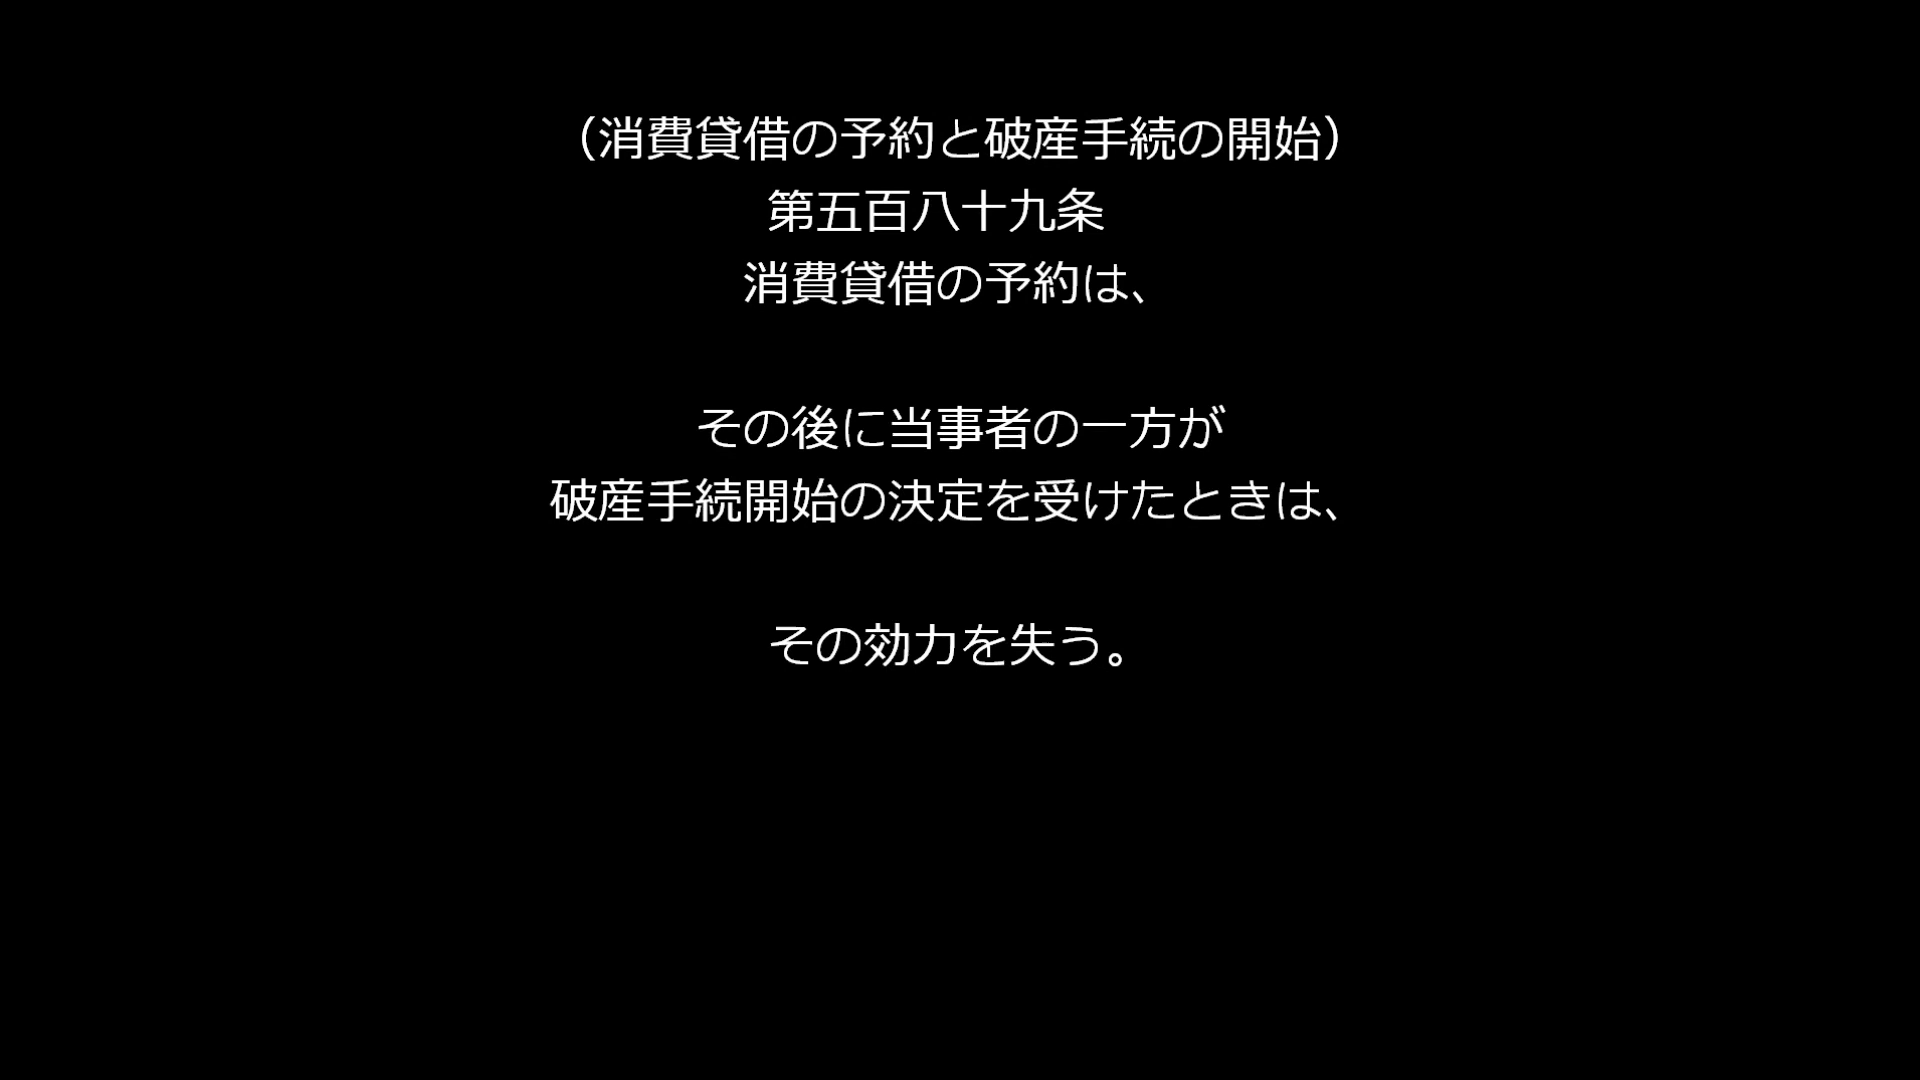 （消費貸借の予約と破産手続の開始）
第五百八十九条
消費貸借の予約は、
その後に当事者の一方が
破産手続開始の決定を受けたときは、
その効力を失う。